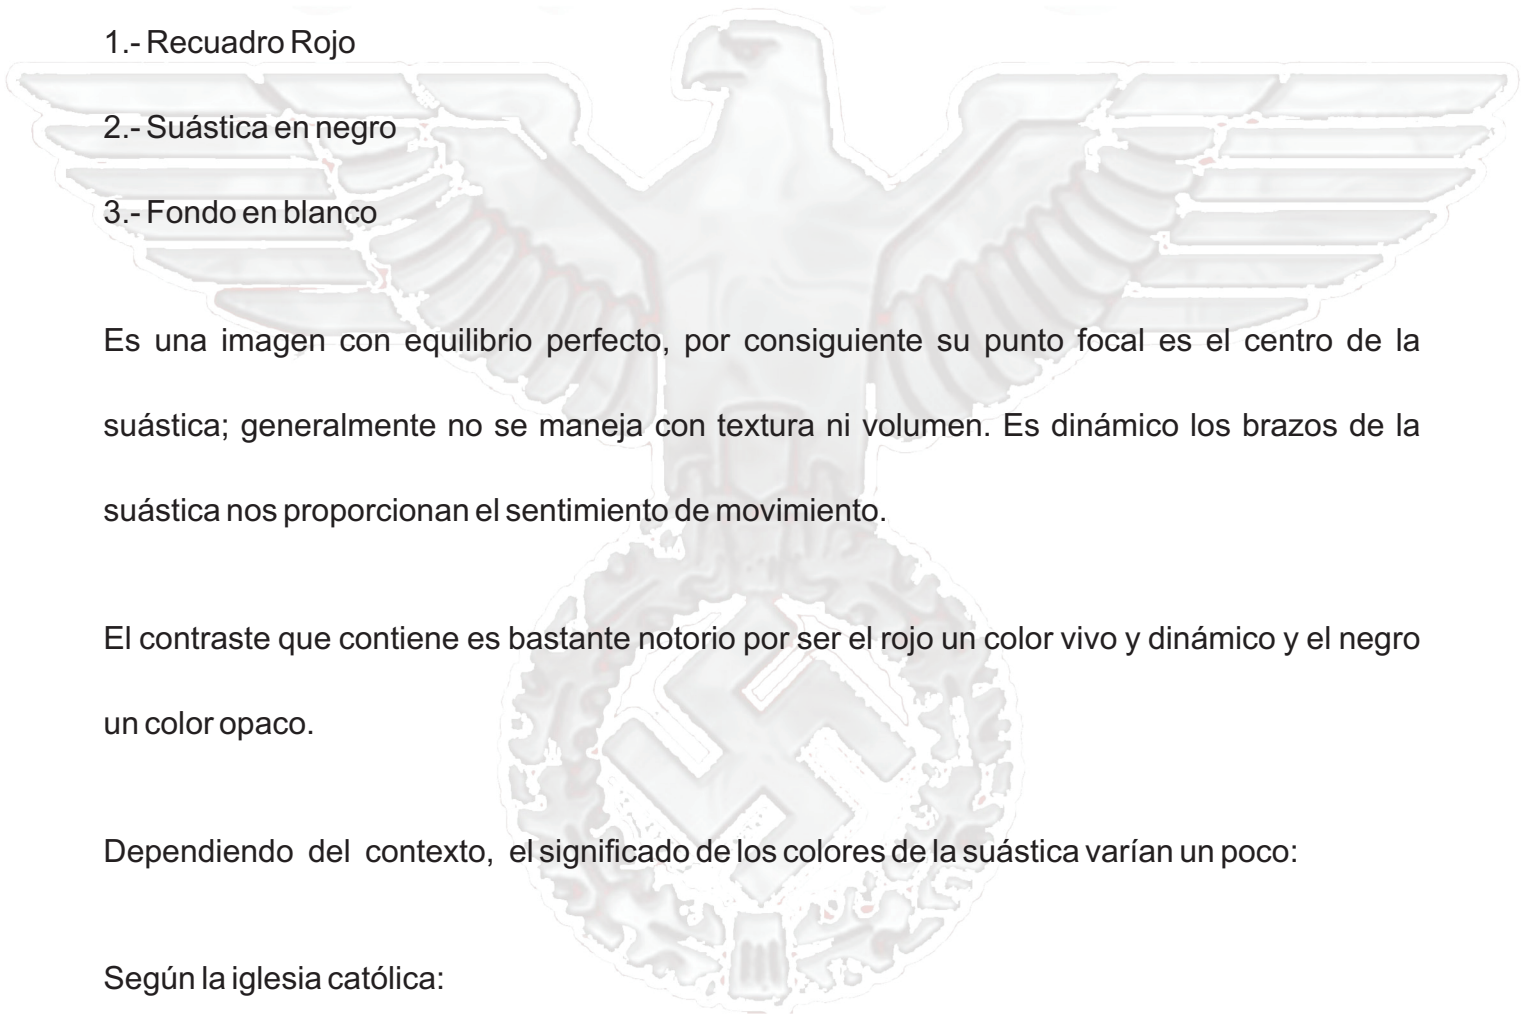 1.- Recuadro Rojo
2.- Suástica en negro
3.- Fondo en blanco
Es una imagen con equilibrio perfecto, por consiguiente su punto focal es el centro de la
suástica; generalmente no se maneja con textura ni volumen. Es dinámico los brazos de la
suástica nos proporcionan el sentimiento de movimiento.
El contraste que contiene es bastante notorio por ser el rojo un color vivo y dinámico y el negro
un color opaco.
Dependiendo del contexto, el significado de los colores de la suástica varían un poco:
Según la iglesia católica: